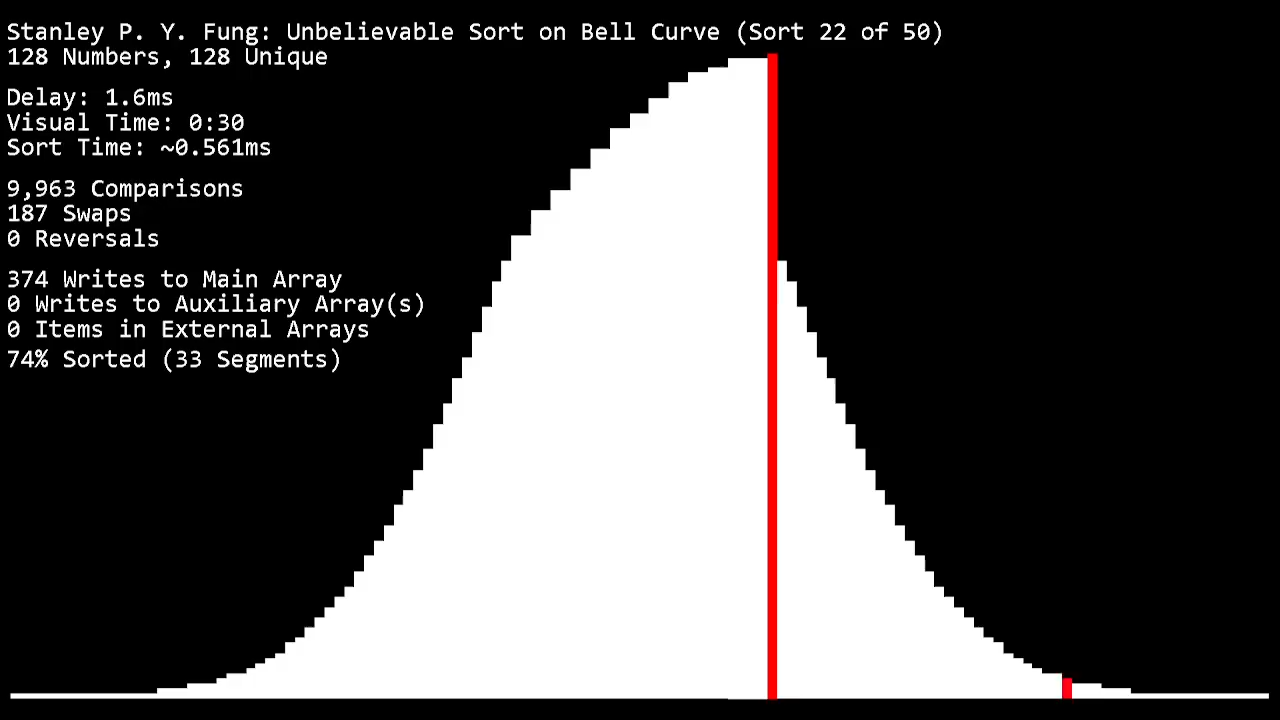 Stanley P. Y. Fung: Unbelievable Sort on Bell Curve (Sort 22 of 50)
128 Numbers, 128 Unique
Delay: 1.6ms
Visual Time: 0:30
Sort Time: ~0.561ms
9,963 Comparisons
187 Swaps
0 Reversals
374 Writes to Main Array
0 Writes to Auxiliary Array(s)
0 Items in External Arrays
74% Sorted (33 Segments)